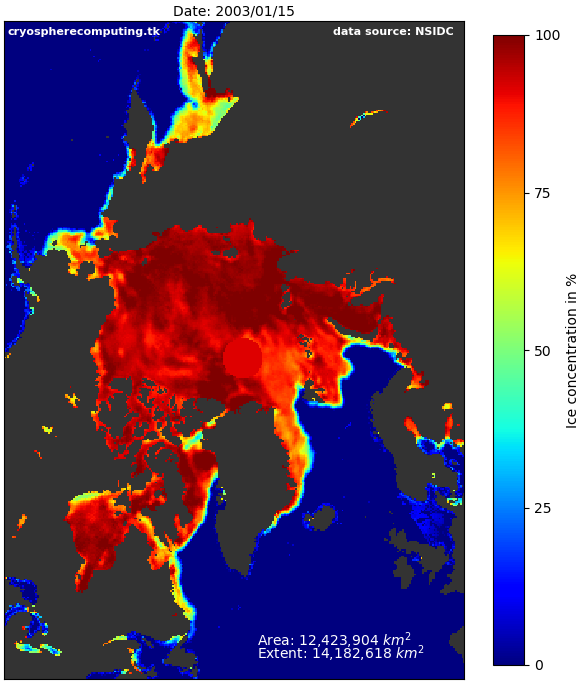 Date: 2003/01/15
cryospherecomputing.tk
data source: NSIDC
100
75
50
25
0
Ice concentration in %
Area: 12,423,904 km²
Extent: 14,182,618 km²